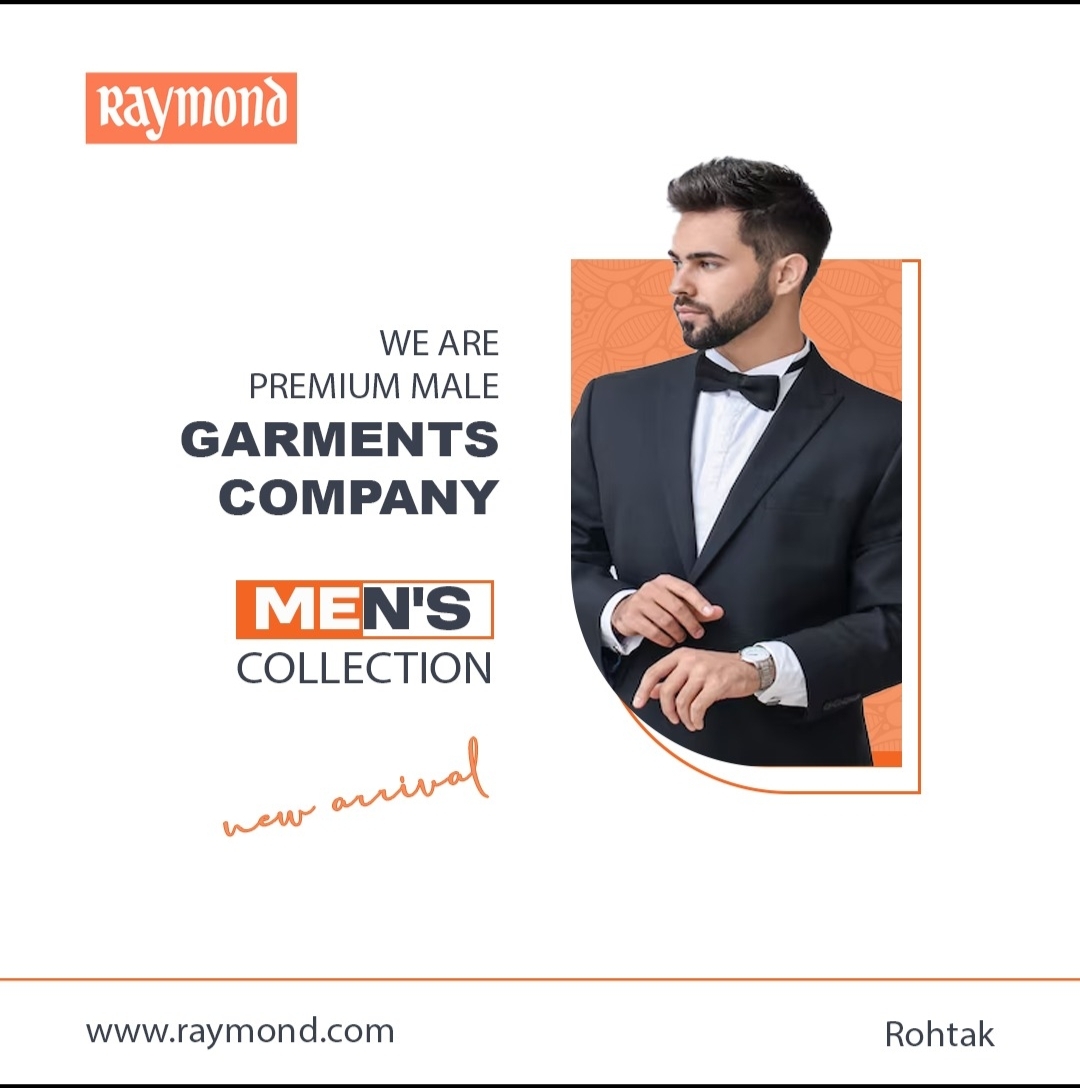 Raymond
WE ARE
PREMIUM MALE
GARMENTS
COMPANY
MEN'S
COLLECTION
new arrival
www.raymond.com
Rohtak